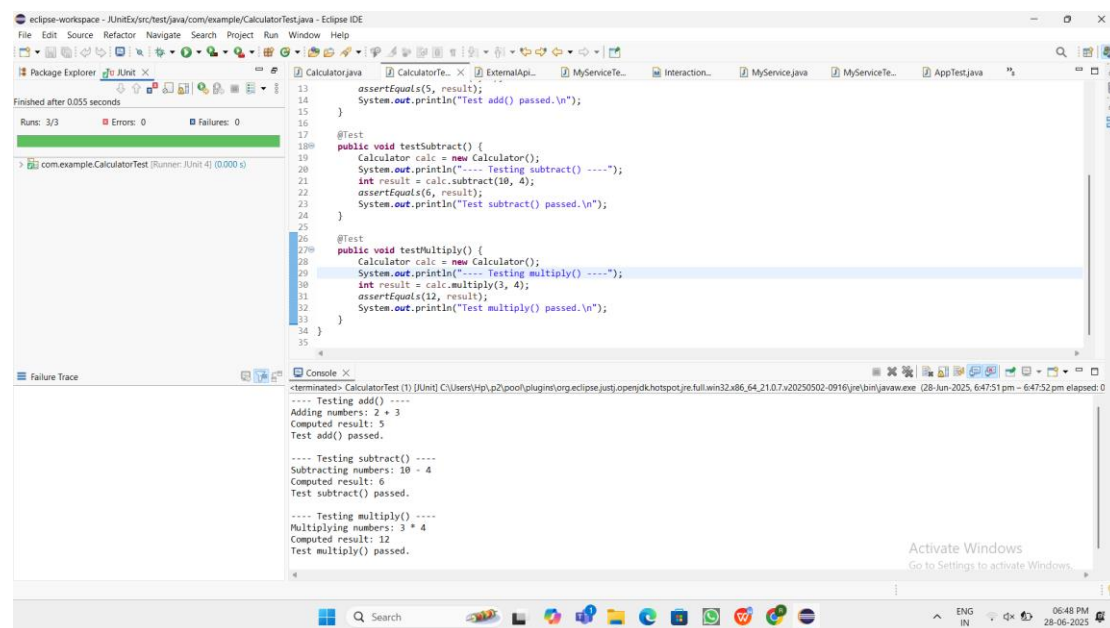 eclipse-workspace - JUnitEx/src/test/java/com/example/CalculatorTest.java - Eclipse IDE
File Edit Source Refactor Navigate Search Project Run Window Help
Package Explorer JUnit
Finished after 0.055 seconds
Runs: 3/3 Errors: 0 Failures: 0
com.example.CalculatorTest [Runner: JUnit 4] (0.000 s)
Failure Trace
Calculator.java CalculatorTe... ExternalApi... MyServiceTe... Interaction... MyService.java MyServiceTe... AppTest.java
13 assertEquals(5, result);
14 System.out.println("Test add() passed.\n");
15 }
16
17 @Test
18 public void testSubtract() {
19 Calculator calc = new Calculator();
20 System.out.println("---- Testing subtract() ----");
21 int result = calc.subtract(10, 4);
22 assertEquals(6, result);
23 System.out.println("Test subtract() passed.\n");
24 }
25
26 @Test
27 public void testMultiply() {
28 Calculator calc = new Calculator();
29 System.out.println("---- Testing multiply() ----");
30 int result = calc.multiply(3, 4);
31 assertEquals(12, result);
32 System.out.println("Test multiply() passed.\n");
33 }
34 }
35
Console
<terminated> CalculatorTest (1) [JUnit] C:\Users\Hp\.p2\pool\plugins\org.eclipse.justj.openjdk.hotspot.jre.full.win32.x86_64_21.0.7.v20250502-0916\jre\bin\javaw.exe (28-Jun-2025, 6:47:51 pm – 6:47:52 pm elapsed: 0
---- Testing add() ----
Adding numbers: 2 + 3
Computed result: 5
Test add() passed.
---- Testing subtract() ----
Subtracting numbers: 10 - 4
Computed result: 6
Test subtract() passed.
---- Testing multiply() ----
Multiplying numbers: 3 * 4
Computed result: 12
Test multiply() passed.
Activate Windows
Go to Settings to activate Windows.
Search
ENG
IN
06:48 PM
28-06-2025